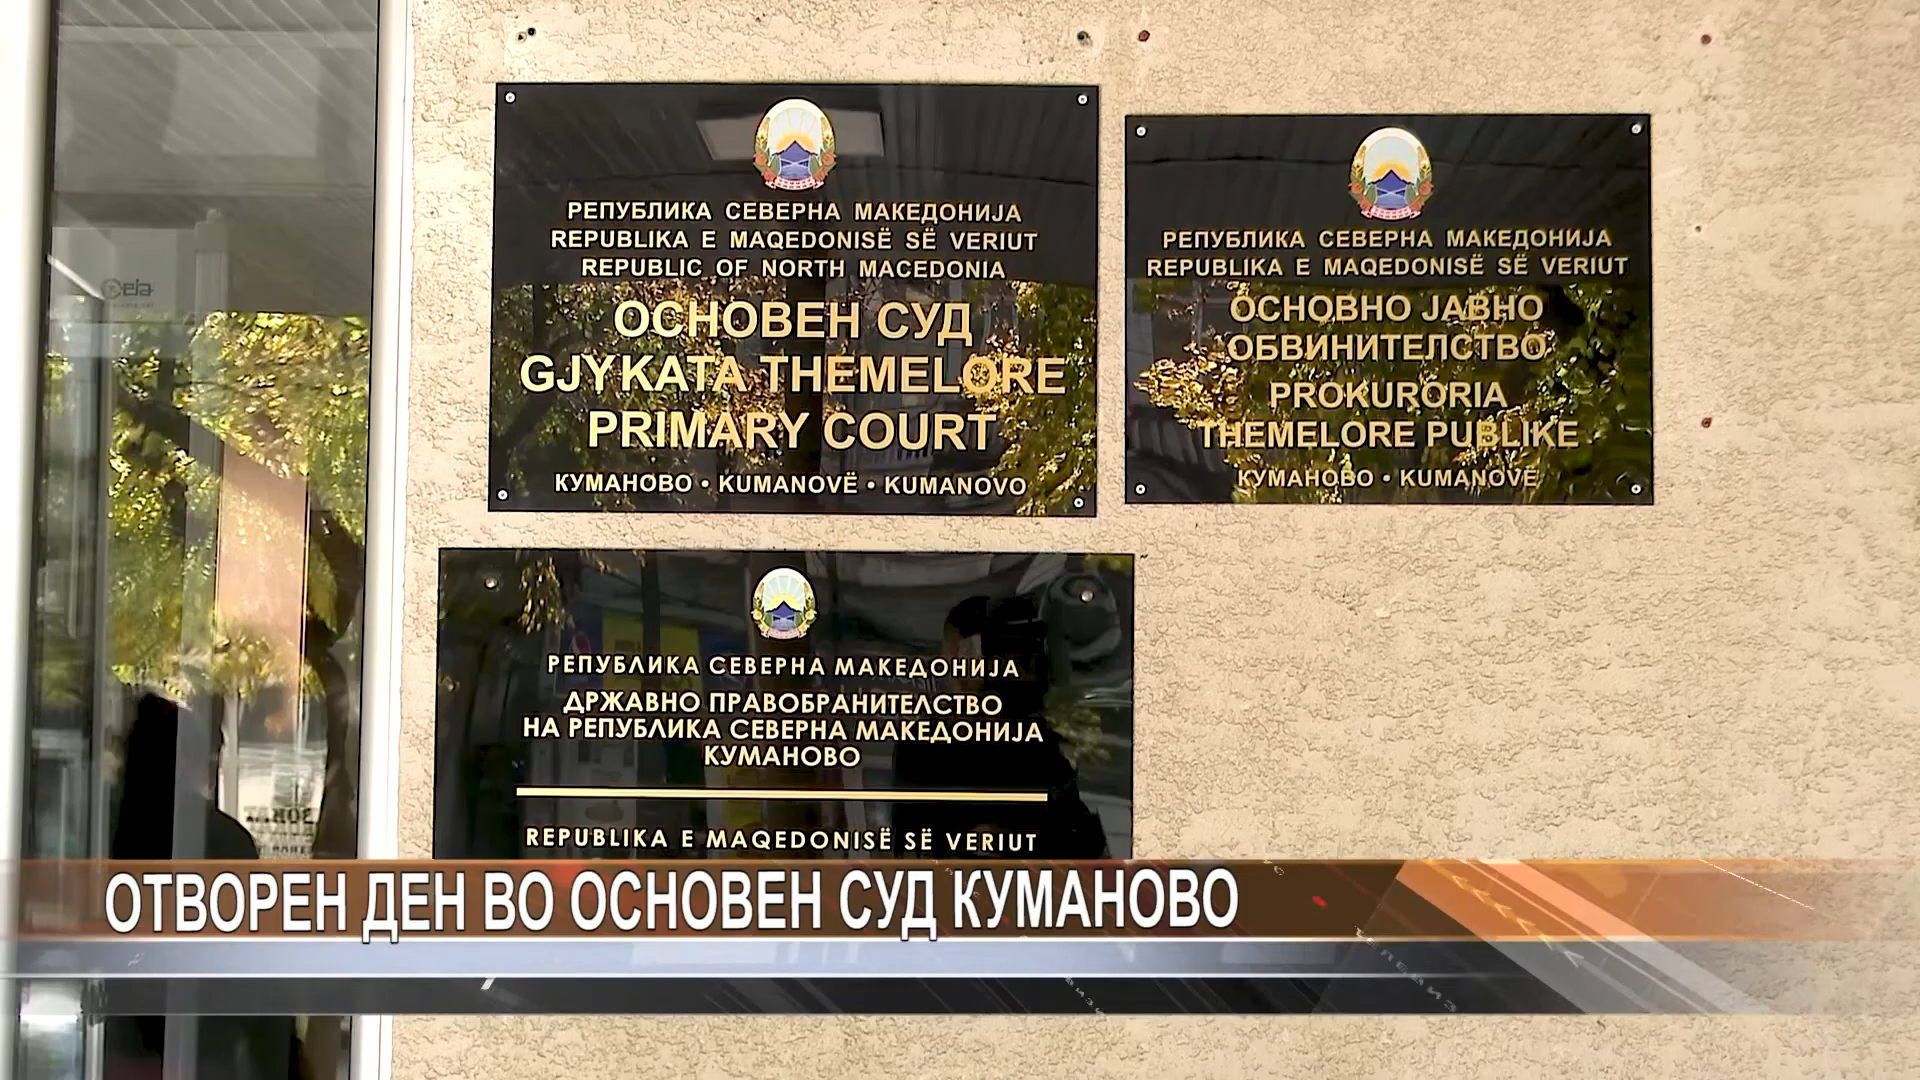 РЕПУБЛИКА СЕВЕРНА МАКЕДОНИЈА
REPUBLIKA E MAQEDONISË SË VERIUT
REPUBLIC OF NORTH MACEDONIA
ОСНОВЕН СУД
GJYKATA THEMELORE
PRIMARY COURT
КУМАНОВО • KUMANOVË • KUMANOVO
РЕПУБЛИКА СЕВЕРНА МАКЕДОНИЈА
REPUBLIKA E MAQEDONISË SË VERIUT
ОСНОВНО ЈАВНО
ОБВИНИТЕЛСТВО
PROKURORIA
THEMELORE PUBLIKE
КУМАНОВО • KUMANOVË
РЕПУБЛИКА СЕВЕРНА МАКЕДОНИЈА
ДРЖАВНО ПРАВОБРАНИТЕЛСТВО
НА РЕПУБЛИКА СЕВЕРНА МАКЕДОНИЈА
КУМАНОВО
REPUBLIKA E MAQEDONISË SË VERIUT
ОТВОРЕН ДЕН ВО ОСНОВЕН СУД КУМАНОВО